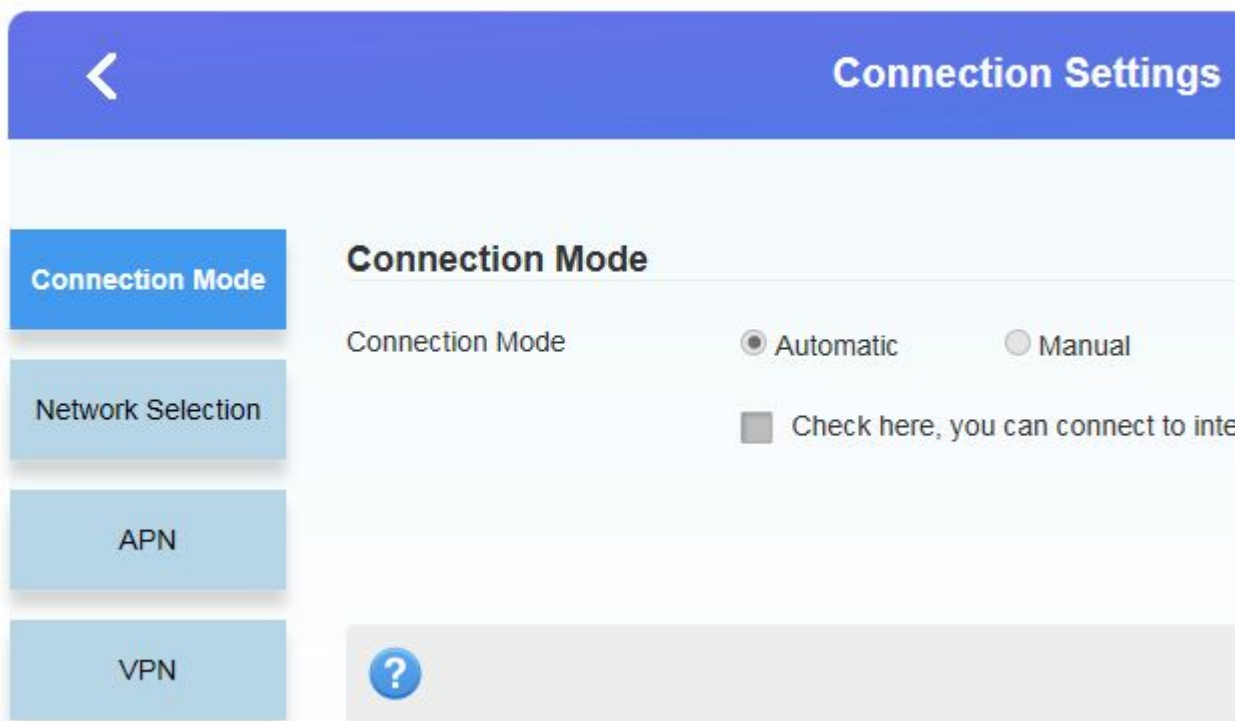 Connection Settings
Connection Mode
Network Selection
APN
VPN
Connection Mode
Connection Mode
Automatic
Manual
Check here, you can connect to inte
?